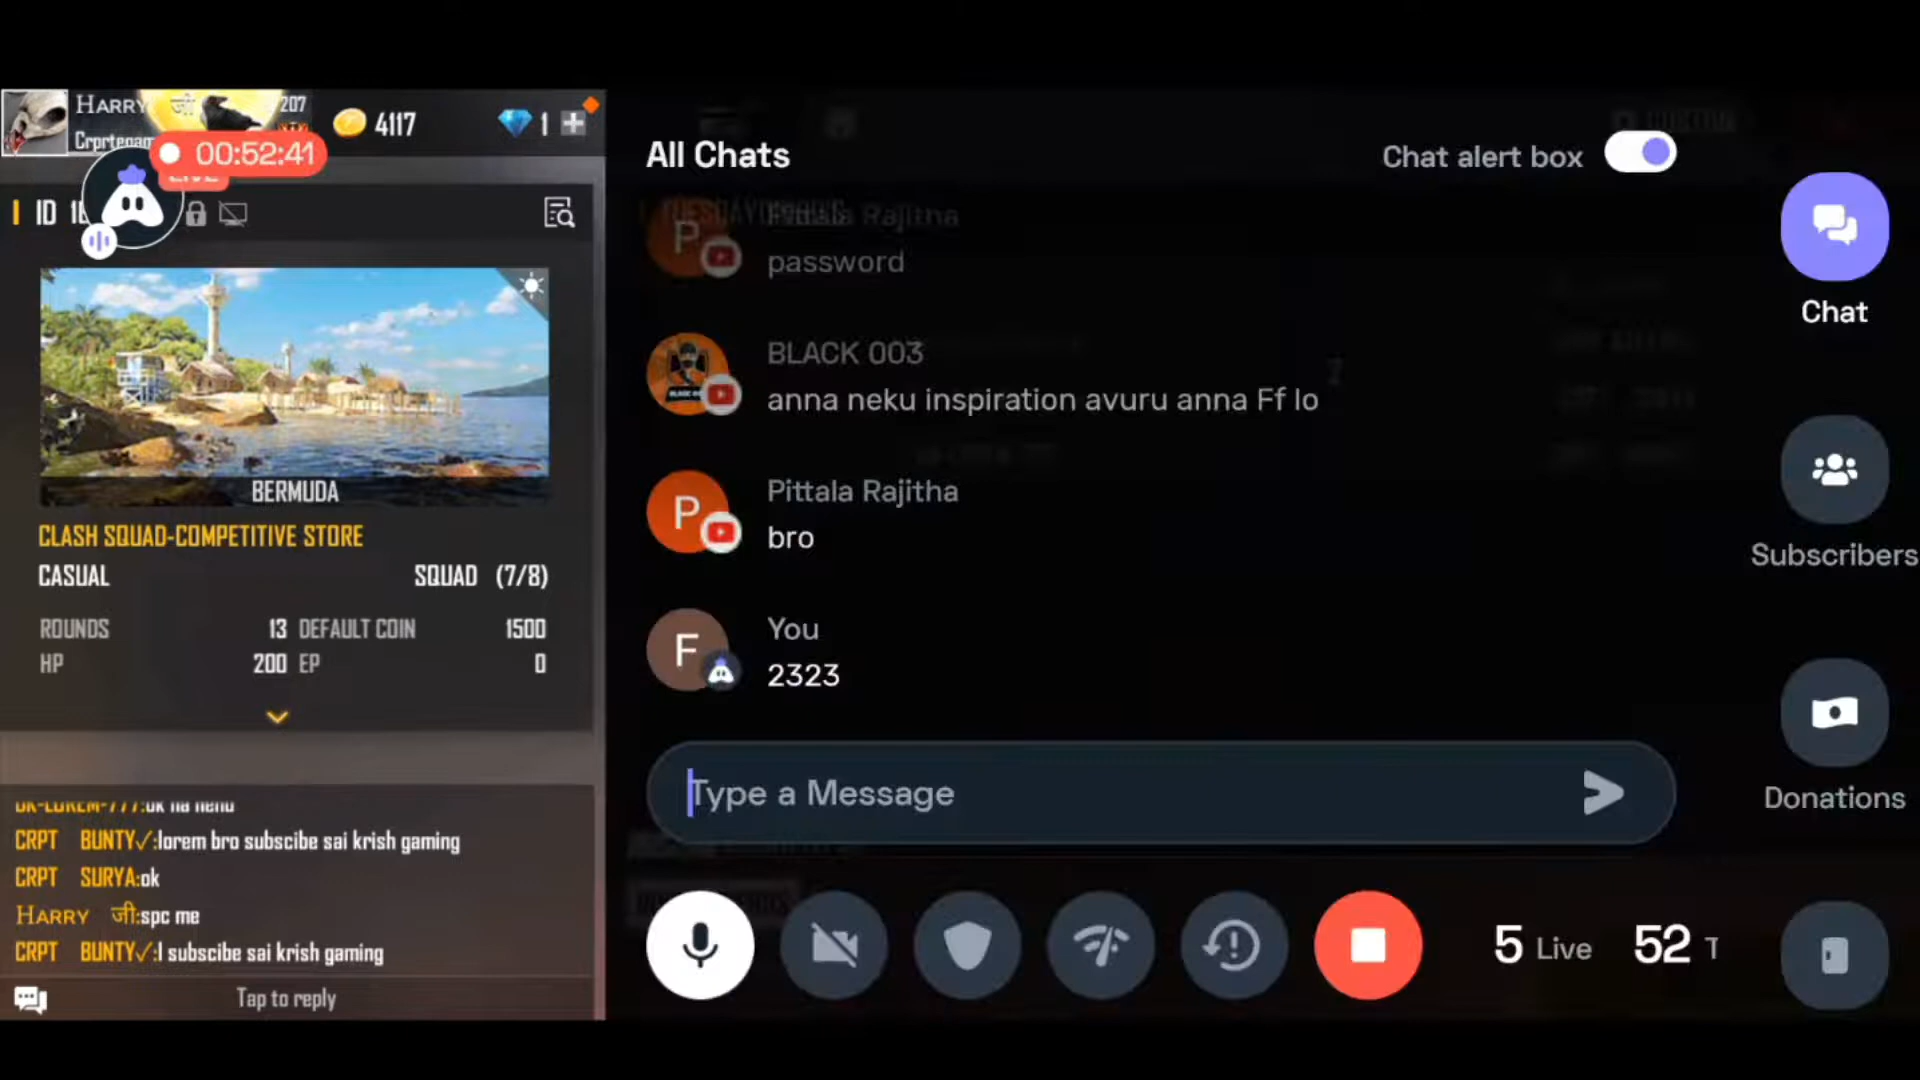 HARRY जी
207
4117
1
00:52:41
LIVE
ID
BERMUDA
CLASH SQUAD-COMPETITIVE STORE
CASUAL
SQUAD (7/8)
ROUNDS 13 DEFAULT COIN 1500
HP 200 EP 0
CRPT BUNTY✓:lorem bro subscibe sai krish gaming
CRPT SURYA:ok
HARRY जी:spc me
CRPT BUNTY✓:I subscibe sai krish gaming
Tap to reply
All Chats
Chat alert box
P
Pittala Rajitha
password
BLACK 003
anna neku inspiration avuru anna Ff lo
P
Pittala Rajitha
bro
F
You
2323
Type a Message
5 Live
52 T
Chat
Subscribers
Donations